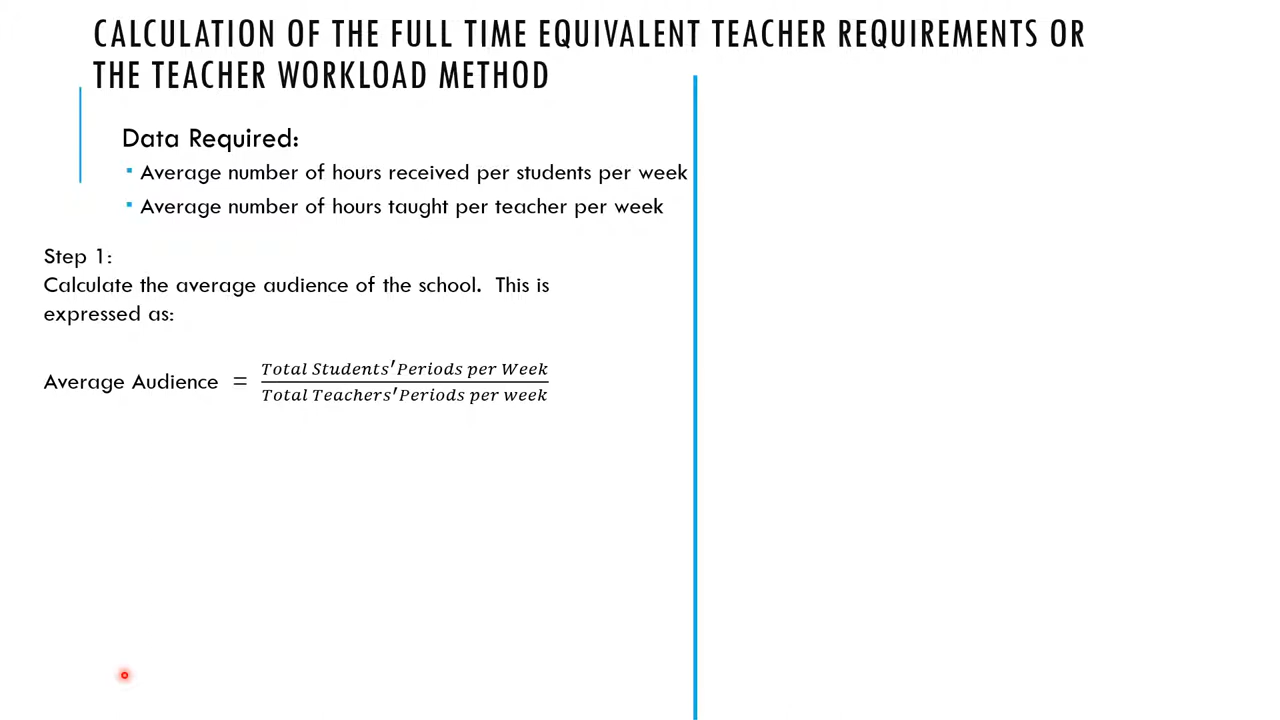 CALCULATION OF THE FULL TIME EQUIVALENT TEACHER REQUIREMENTS OR
THE TEACHER WORKLOAD METHOD
Data Required:
▪ Average number of hours received per students per week
▪ Average number of hours taught per teacher per week
Step 1:
Calculate the average audience of the school. This is
expressed as:
Average Audience = Total Students'Periods per Week / Total Teachers'Periods per week